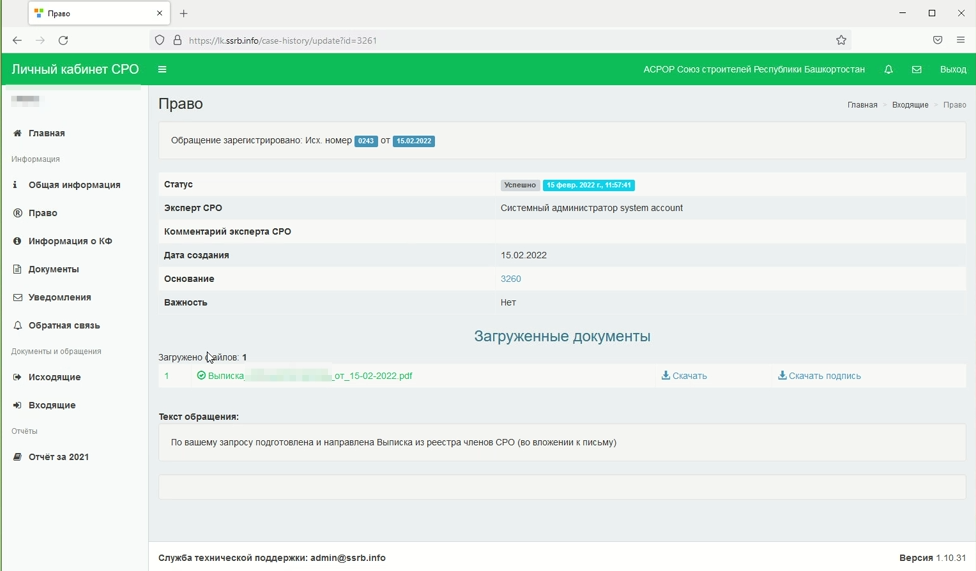 Право
https://lk.ssrb.info/case-history/update?id=3261
Личный кабинет СРО
АСРОР Союз строителей Республики Башкортостан
Выход
Право
Главная > Входящие > Право
Главная
Информация
Общая информация
Право
Информация о КФ
Документы
Уведомления
Обратная связь
Документы и обращения
Исходящие
Входящие
Отчёты
Отчёт за 2021
Обращение зарегистрировано: Исх. номер 0243 от 15.02.2022
Статус Успешно 15 февр. 2022 г., 11:57:41
Эксперт СРО Системный администратор system account
Комментарий эксперта СРО
Дата создания 15.02.2022
Основание 3260
Важность Нет
Загруженные документы
Загружено файлов: 1
1 Выписка_ _от_15-02-2022.pdf Скачать Скачать подпись
Текст обращения:
По вашему запросу подготовлена и направлена Выписка из реестра членов СРО (во вложении к письму)
Служба технической поддержки: admin@ssrb.info
Версия 1.10.31